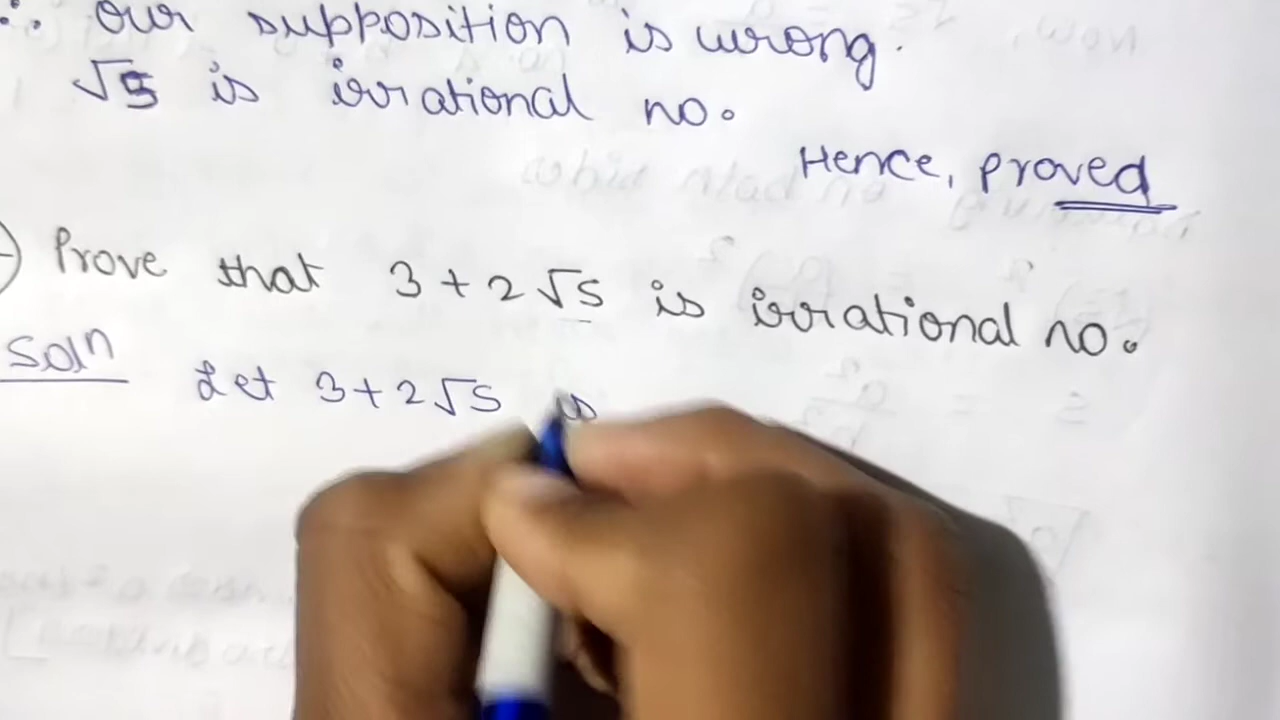 ∴ our supposition is wrong.
√5 is irrational no.
Hence, proved
Prove that 3+2√5 is irrational no.
Soln Let 3+2√5 is